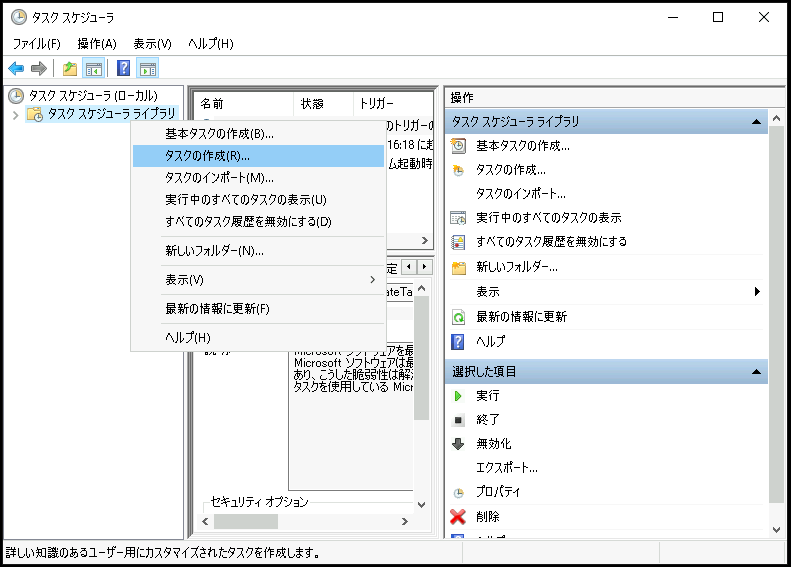 タスク スケジューラ
ファイル(F) 操作(A) 表示(V) ヘルプ(H)
タスク スケジューラ (ローカル)
タスク スケジューラ ライブラリ
基本タスクの作成(B)...
タスクの作成(R)...
タスクのインポート(M)...
実行中のすべてのタスクの表示(U)
すべてのタスク履歴を無効にする(D)
新しいフォルダー(N)...
表示(V)
最新の情報に更新(F)
ヘルプ(H)
名前 状態 トリガー
のトリガーの
16:18 に起
ム起動時
定
ateTa
Microsoft ソフトウェアを最
Microsoft ソフトウェアは最
あり、こうした脆弱性は解
タスクを使用している Micr
セキュリティ オプション
操作
タスク スケジューラ ライブラリ
基本タスクの作成...
タスクの作成...
タスクのインポート...
実行中のすべてのタスクの表示
すべてのタスク履歴を無効にする
新しいフォルダー...
表示
最新の情報に更新
ヘルプ
選択した項目
実行
終了
無効化
エクスポート...
プロパティ
削除
ヘルプ
詳しい知識のあるユーザー用にカスタマイズされたタスクを作成します。